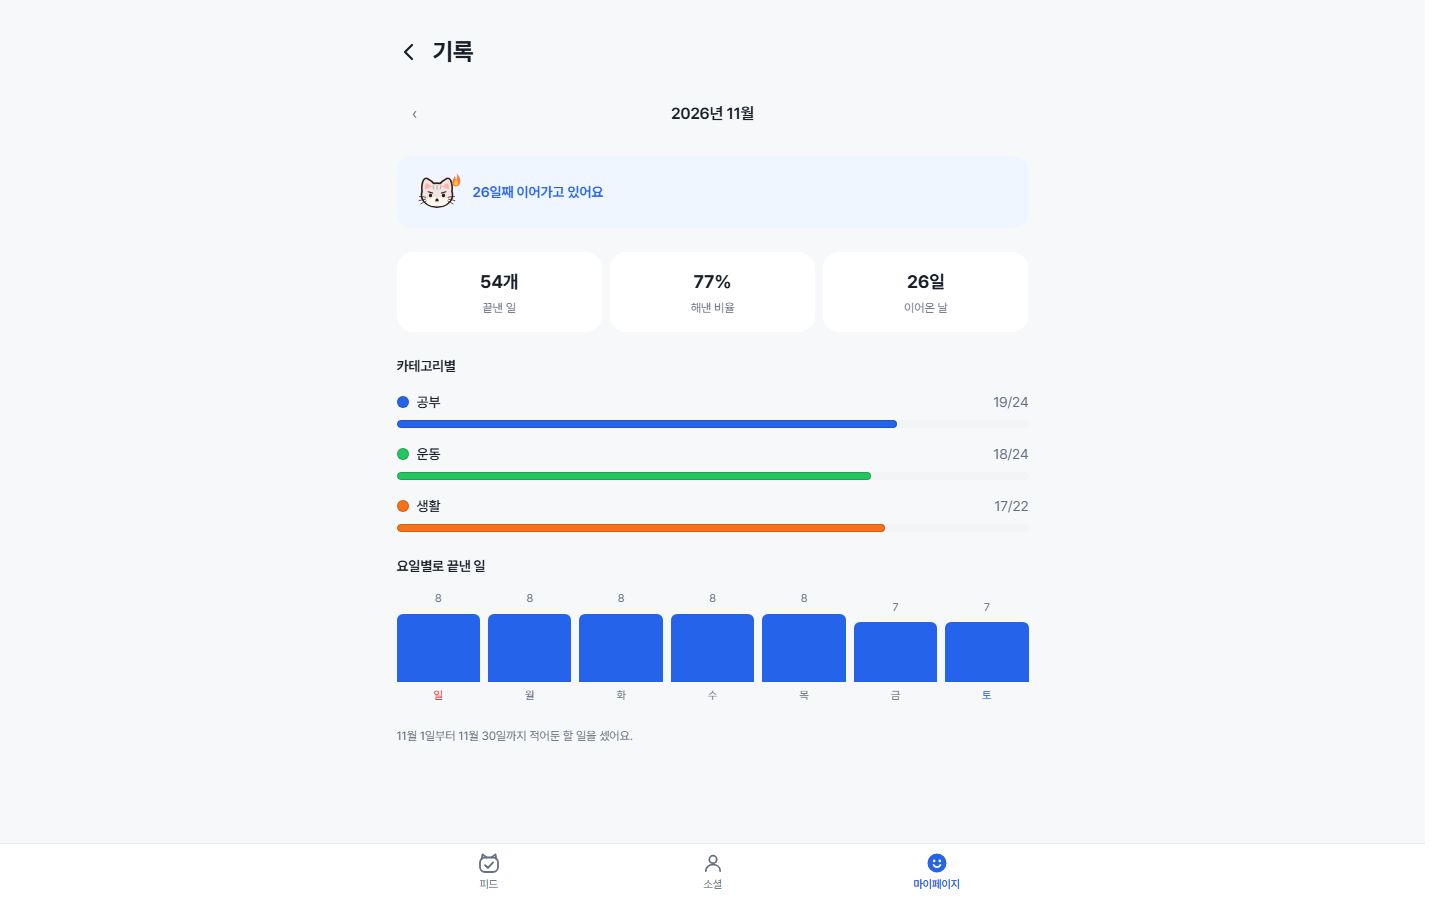 기록
‹
2026년 11월
26일째 이어가고 있어요
54개
끝낸 일
77%
해낸 비율
26일
이어온 날
카테고리별
공부 19/24
운동 18/24
생활 17/22
요일별로 끝낸 일
8 8 8 8 8 7 7
일 월 화 수 목 금 토
11월 1일부터 11월 30일까지 적어둔 할 일을 셌어요.
피드 소셜 마이페이지